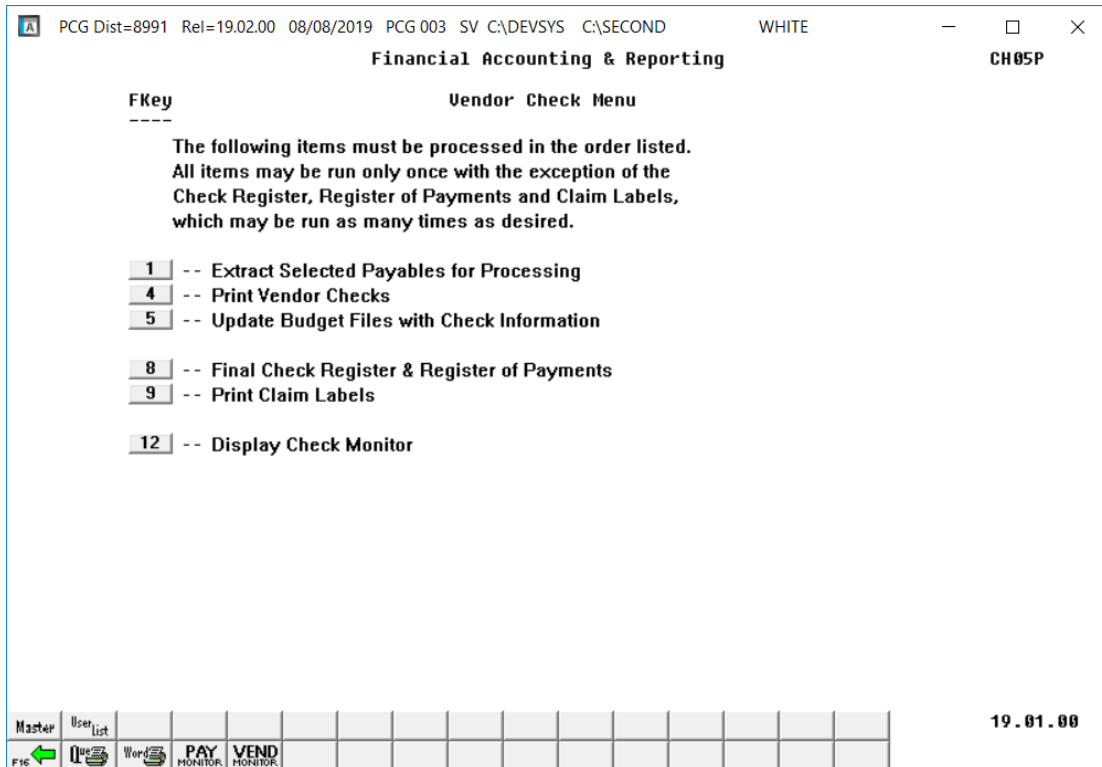 A PCG Dist=8991 Rel=19.02.00 08/08/2019 PCG 003 SV C:\DEVSYS C:\SECOND WHITE
Financial Accounting & Reporting CH05P
FKey Vendor Check Menu
----
The following items must be processed in the order listed.
All items may be run only once with the exception of the
Check Register, Register of Payments and Claim Labels,
which may be run as many times as desired.
1 -- Extract Selected Payables for Processing
4 -- Print Vendor Checks
5 -- Update Budget Files with Check Information
8 -- Final Check Register & Register of Payments
9 -- Print Claim Labels
12 -- Display Check Monitor
Master User List 19.01.00
F16 Que Word PAY MONITOR VEND MONITOR